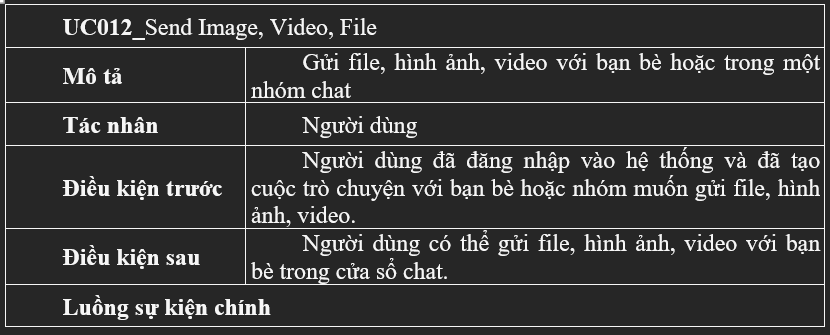 UC012_Send Image, Video, File
Mô tả
Gửi file, hình ảnh, video với bạn bè hoặc trong một
nhóm chat
Tác nhân
Người dùng
Điều kiện trước
Người dùng đã đăng nhập vào hệ thống và đã tạo
cuộc trò chuyện với bạn bè hoặc nhóm muốn gửi file, hình
ảnh, video.
Điều kiện sau
Người dùng có thể gửi file, hình ảnh, video với bạn
bè trong cửa sổ chat.
Luồng sự kiện chính